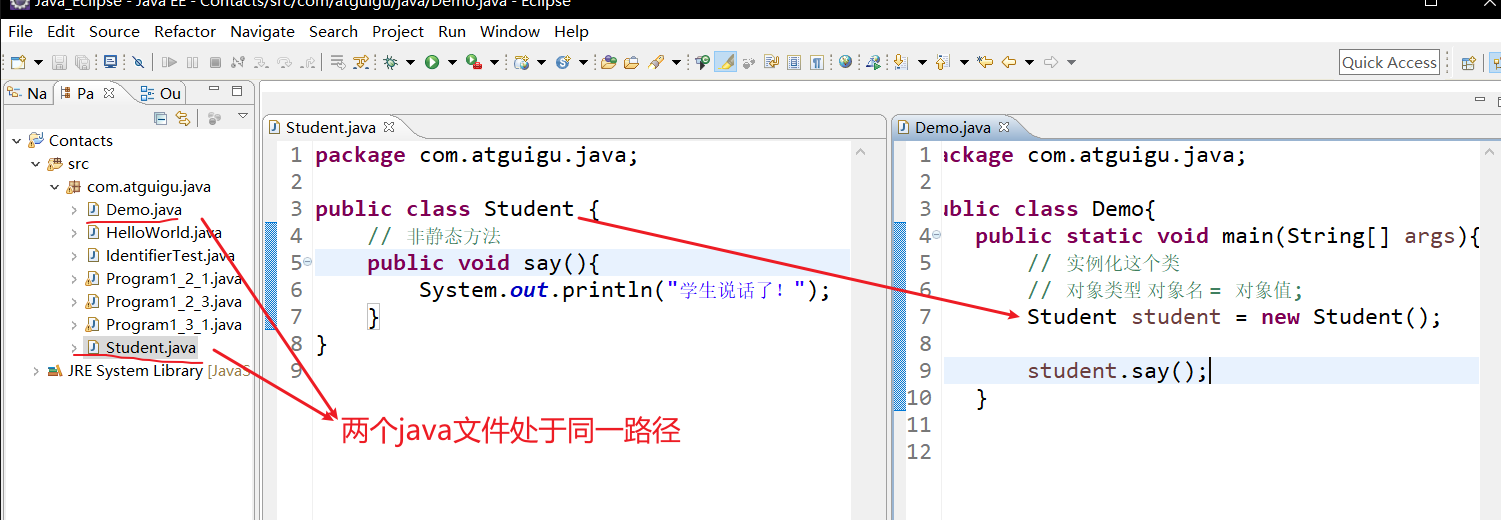 Java_Eclipse - Java EE - Contacts/src/com/atguigu/java/Demo.java - Eclipse
File Edit Source Refactor Navigate Search Project Run Window Help
Quick Access
Na Pa Ou
Contacts
src
com.atguigu.java
Demo.java
HelloWorld.java
IdentifierTest.java
Program1_2_1.java
Program1_2_3.java
Program1_3_1.java
Student.java
JRE System Library [JavaS
Student.java
1 package com.atguigu.java;
2
3 public class Student {
4 // 非静态方法
5 public void say(){
6 System.out.println("学生说话了！");
7 }
8 }
9
两个java文件处于同一路径
Demo.java
1 ackage com.atguigu.java;
2
3 ublic class Demo{
4 public static void main(String[] args){
5 // 实例化这个类
6 // 对象类型 对象名 = 对象值;
7 Student student = new Student();
8
9 student.say();
10 }
11
12